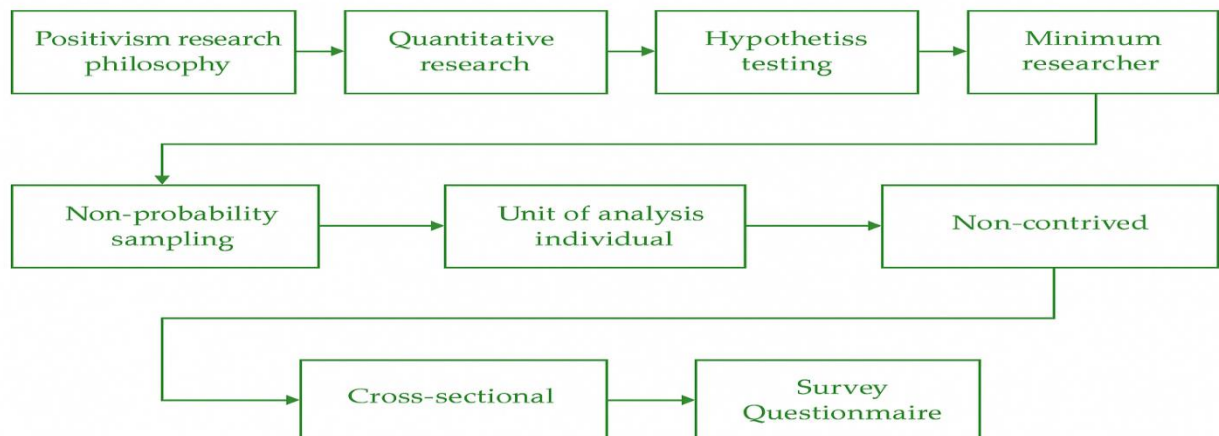 Positivism research
philosophy
Quantitative
research
Hypothetiss
testing
Minimum
researcher
Non-probability
sampling
Unit of analysis
individual
Non-contrived
Cross-sectional
Survey
Questionmaire